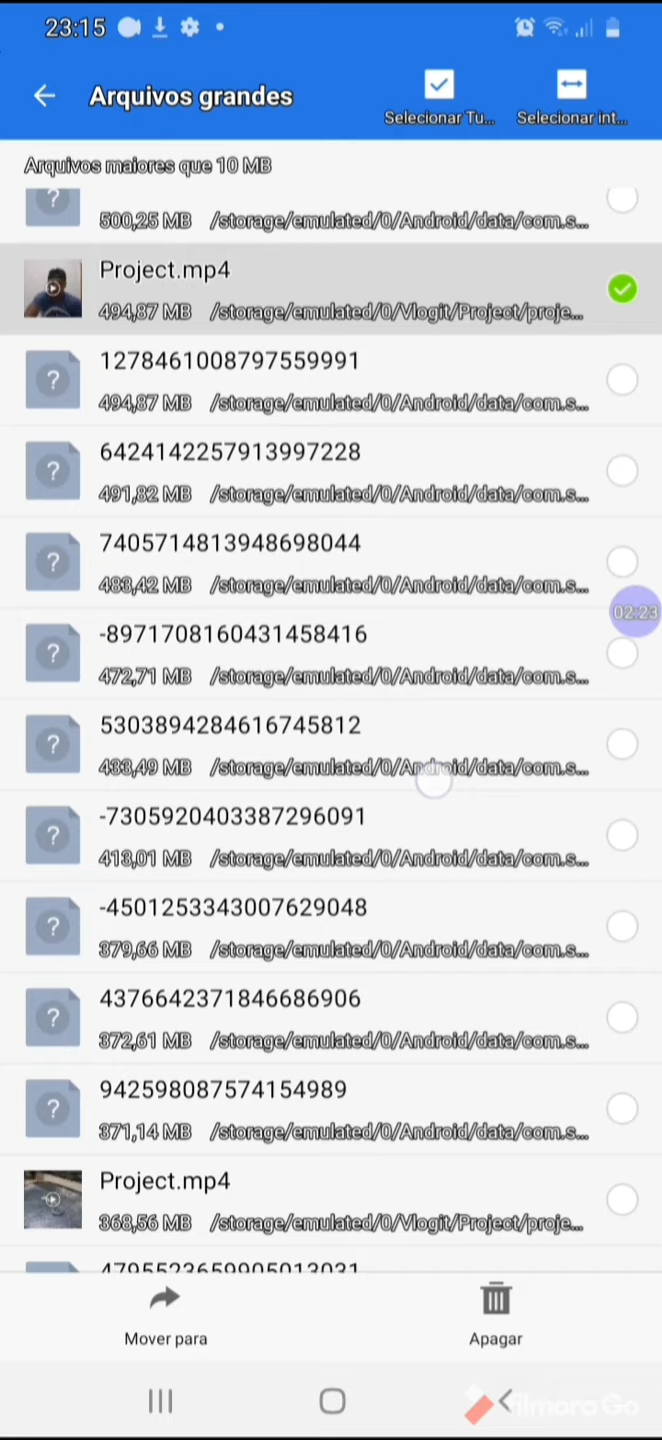 23:15
Arquivos grandes
Selecionar Tu...
Selecionar int...
Arquivos maiores que 10 MB
500,25 MB /storage/emulated/0/Android/data/com.s...
Project.mp4
494,87 MB /storage/emulated/0/Vlogit/Project/proje...
1278461008797559991
494,87 MB /storage/emulated/0/Android/data/com.s...
6424142257913997228
491,82 MB /storage/emulated/0/Android/data/com.s...
7405714813948698044
483,42 MB /storage/emulated/0/Android/data/com.s...
02:23
-8971708160431458416
472,71 MB /storage/emulated/0/Android/data/com.s...
5303894284616745812
433,49 MB /storage/emulated/0/Android/data/com.s...
-7305920403387296091
413,01 MB /storage/emulated/0/Android/data/com.s...
-4501253343007629048
379,66 MB /storage/emulated/0/Android/data/com.s...
4376642371846686906
372,61 MB /storage/emulated/0/Android/data/com.s...
942598087574154989
371,14 MB /storage/emulated/0/Android/data/com.s...
Project.mp4
368,56 MB /storage/emulated/0/Vlogit/Project/proje...
4795523659905013031
Mover para
Apagar
filmora Go